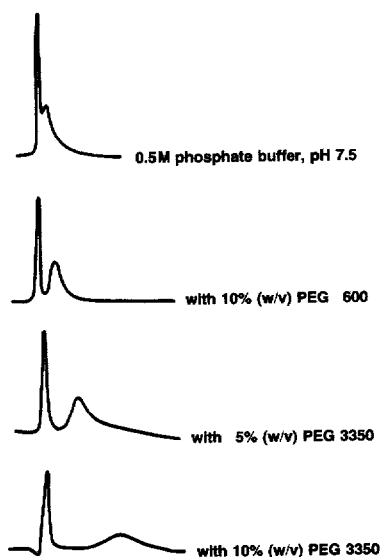 0.5M phosphate buffer, pH 7.5
with 10% (w/v) PEG 600
with 5% (w/v) PEG 3350
with 10% (w/v) PEG 3350